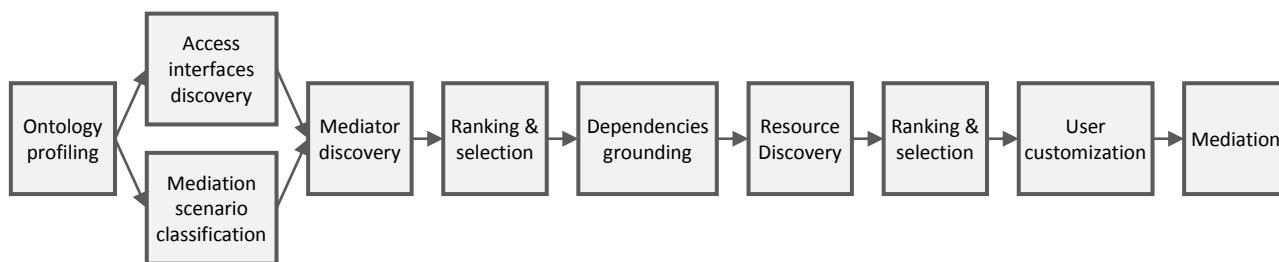 Ontology
profiling
Access
interfaces
discovery
Mediation
scenario
classification
Mediator
discovery
Ranking &
selection
Dependencies
grounding
Resource
Discovery
Ranking &
selection
User
customization
Mediation